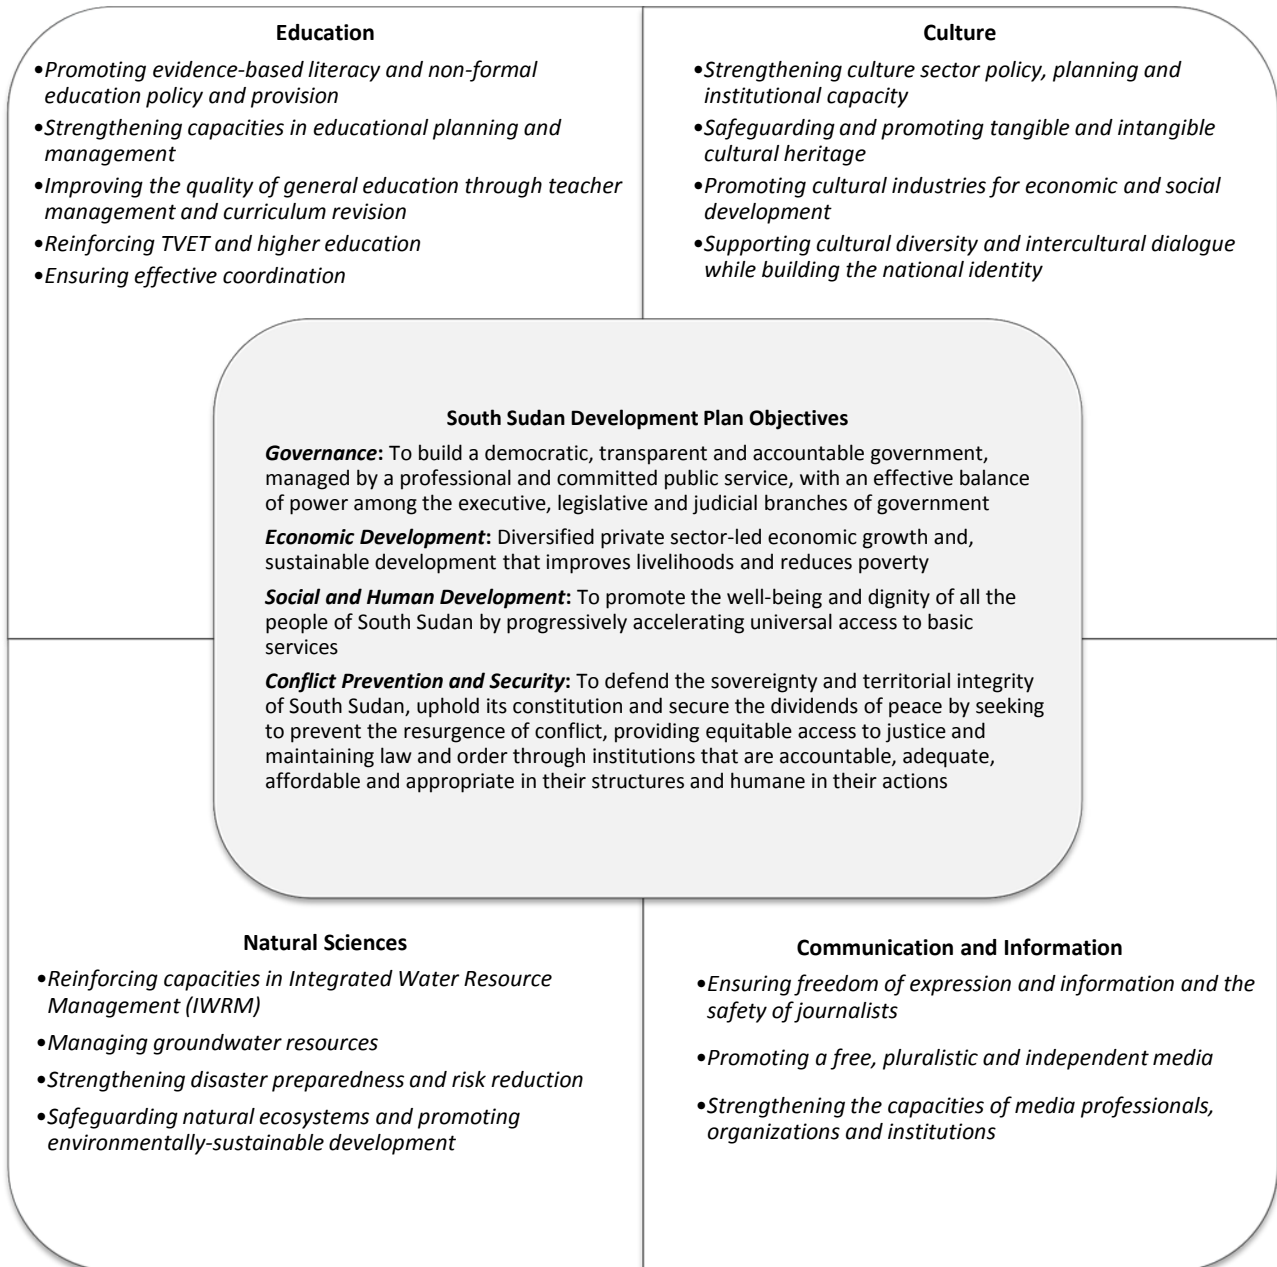 Education
•Promoting evidence-based literacy and non-formal
education policy and provision
•Strengthening capacities in educational planning and
management
•Improving the quality of general education through teacher
management and curriculum revision
•Reinforcing TVET and higher education
•Ensuring effective coordination
Culture
•Strengthening culture sector policy, planning and
institutional capacity
•Safeguarding and promoting tangible and intangible
cultural heritage
•Promoting cultural industries for economic and social
development
•Supporting cultural diversity and intercultural dialogue
while building the national identity
South Sudan Development Plan Objectives
Governance: To build a democratic, transparent and accountable government,
managed by a professional and committed public service, with an effective balance
of power among the executive, legislative and judicial branches of government
Economic Development: Diversified private sector-led economic growth and,
sustainable development that improves livelihoods and reduces poverty
Social and Human Development: To promote the well-being and dignity of all the
people of South Sudan by progressively accelerating universal access to basic
services
Conflict Prevention and Security: To defend the sovereignty and territorial integrity
of South Sudan, uphold its constitution and secure the dividends of peace by seeking
to prevent the resurgence of conflict, providing equitable access to justice and
maintaining law and order through institutions that are accountable, adequate,
affordable and appropriate in their structures and humane in their actions
Natural Sciences
•Reinforcing capacities in Integrated Water Resource
Management (IWRM)
•Managing groundwater resources
•Strengthening disaster preparedness and risk reduction
•Safeguarding natural ecosystems and promoting
environmentally-sustainable development
Communication and Information
•Ensuring freedom of expression and information and the
safety of journalists
•Promoting a free, pluralistic and independent media
•Strengthening the capacities of media professionals,
organizations and institutions